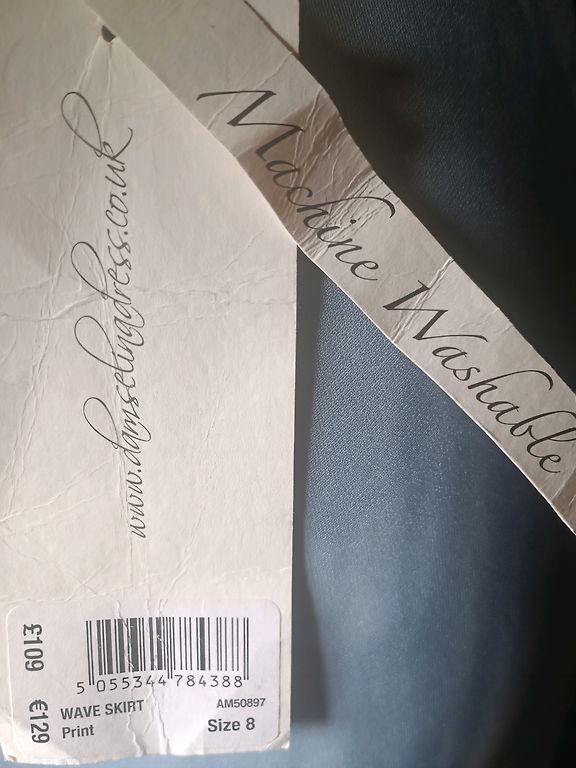 www.damselinadress.co.uk
Machine Washable
£109
€129
5 055344 784388
WAVE SKIRT
AM50897
Print
Size 8